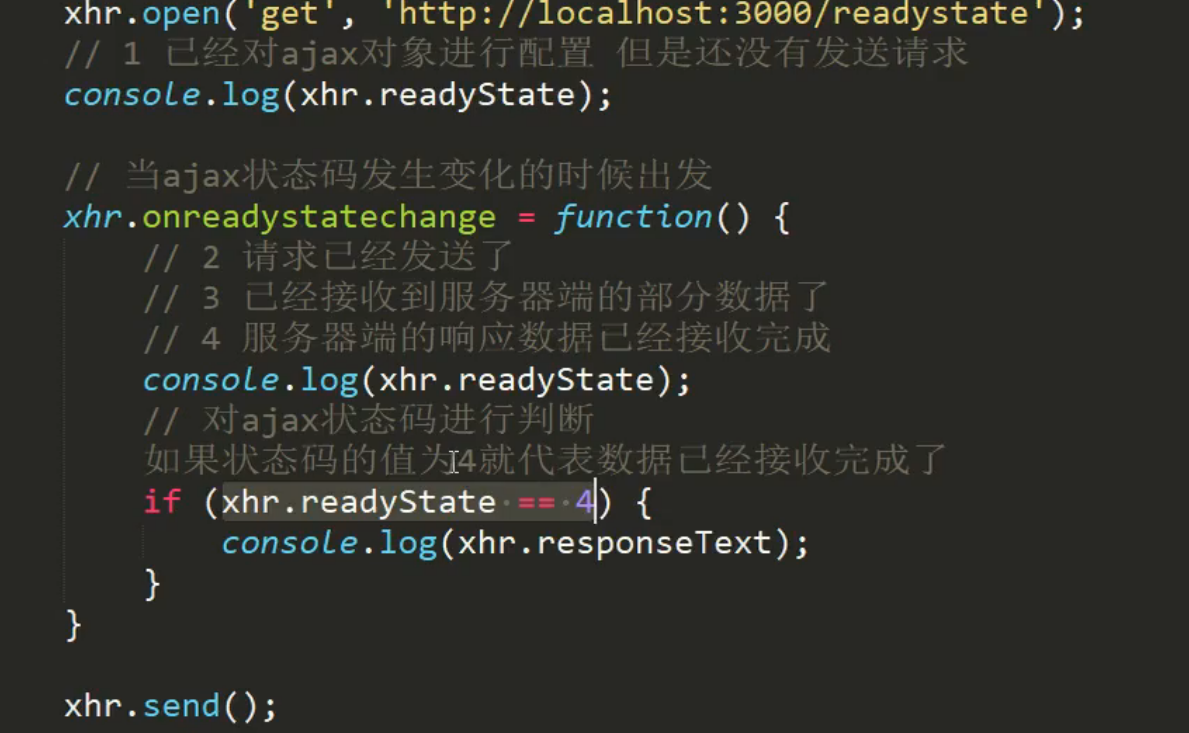 xhr.open('get', 'http://localhost:3000/readystate');
// 1 已经对ajax对象进行配置 但是还没有发送请求
console.log(xhr.readyState);
// 当ajax状态码发生变化的时候出发
xhr.onreadystatechange = function() {
// 2 请求已经发送了
// 3 已经接收到服务器端的部分数据了
// 4 服务器端的响应数据已经接收完成
console.log(xhr.readyState);
// 对ajax状态码进行判断
如果状态码的值为4就代表数据已经接收完成了
if (xhr.readyState == 4) {
console.log(xhr.responseText);
}
}
xhr.send();